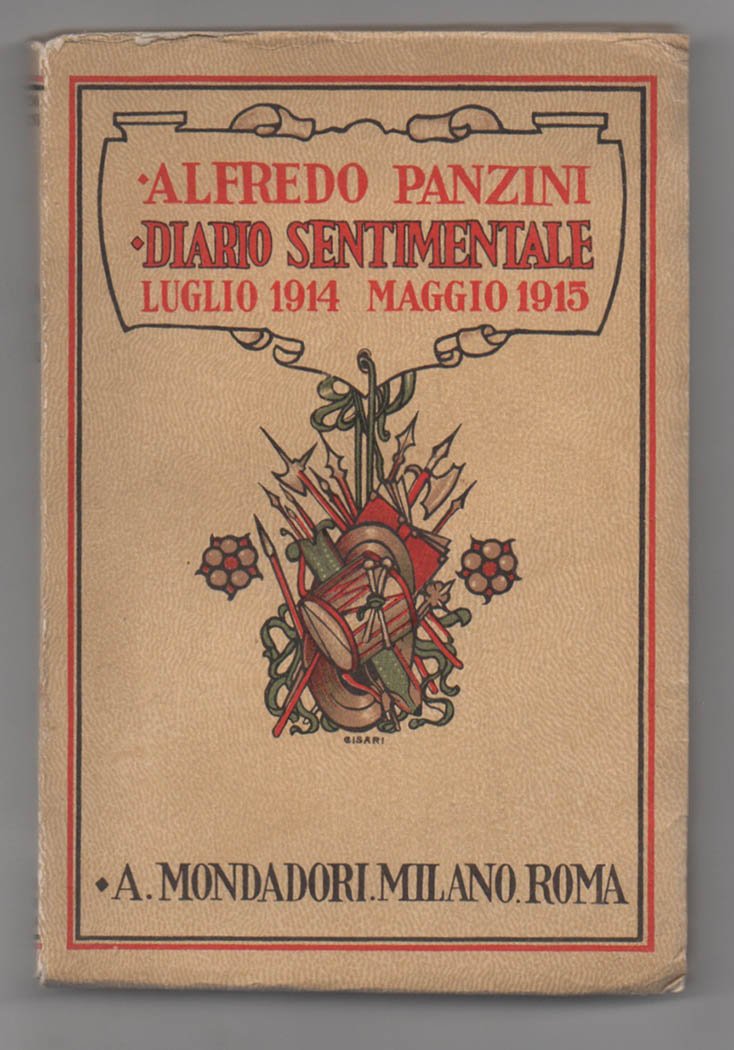 ·ALFREDO PANZINI
·DIARIO SENTIMENTALE
LUGLIO 1914 MAGGIO 1915
CISARI
·A. MONDADORI. MILANO. ROMA